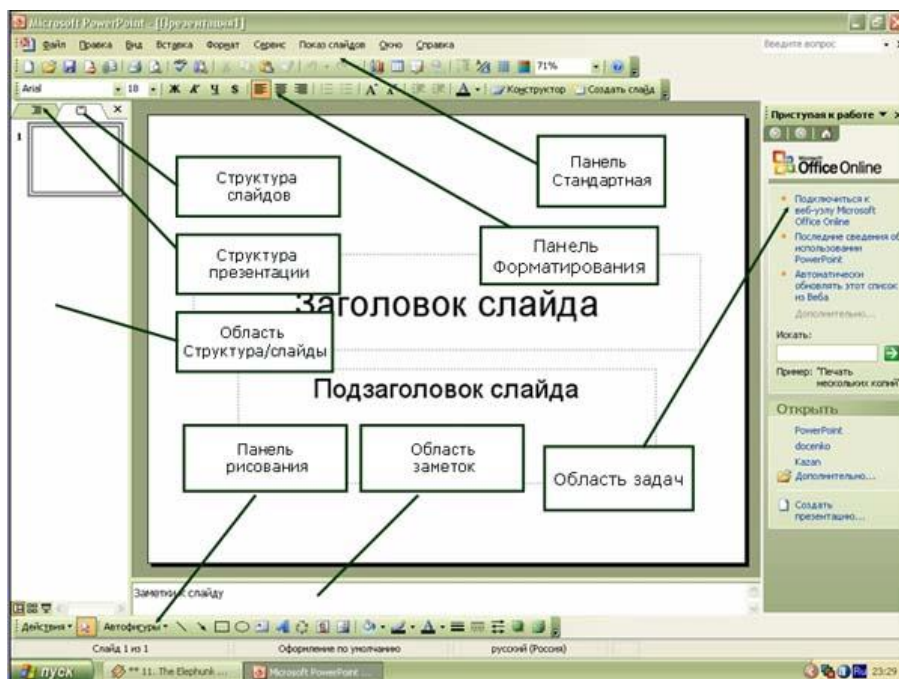 Microsoft PowerPoint - [Презентация1]
Файл Правка Вид Вставка Формат Сервис Показ слайдов Окно Справка
Введите вопрос
71%
Arial 18 Ж К Ч S Конструктор Создать слайд
1
Приступая к работе
Microsoft
Office Online
Подключиться к
веб-узлу Microsoft
Office Online
Последние сведения об
использовании
PowerPoint
Автоматически
обновлять этот список
из Веба
Дополнительно...
Искать:
Пример: "Печать
нескольких копий"
Открыть
PowerPoint
docenko
Kazan
Дополнительно...
Создать
презентацию...
Структура
слайдов
Панель
Стандартная
Структура
презентации
Панель
Форматирования
Заголовок слайда
Область
Структура/слайды
Подзаголовок слайда
Панель
рисования
Область
заметок
Область задач
Заметки к слайду
Действия Автофигуры
Слайд 1 из 1 Оформление по умолчанию русский (Россия)
пуск ** 11. The Elephunk ... Microsoft PowerPoint ... Ru 23:29